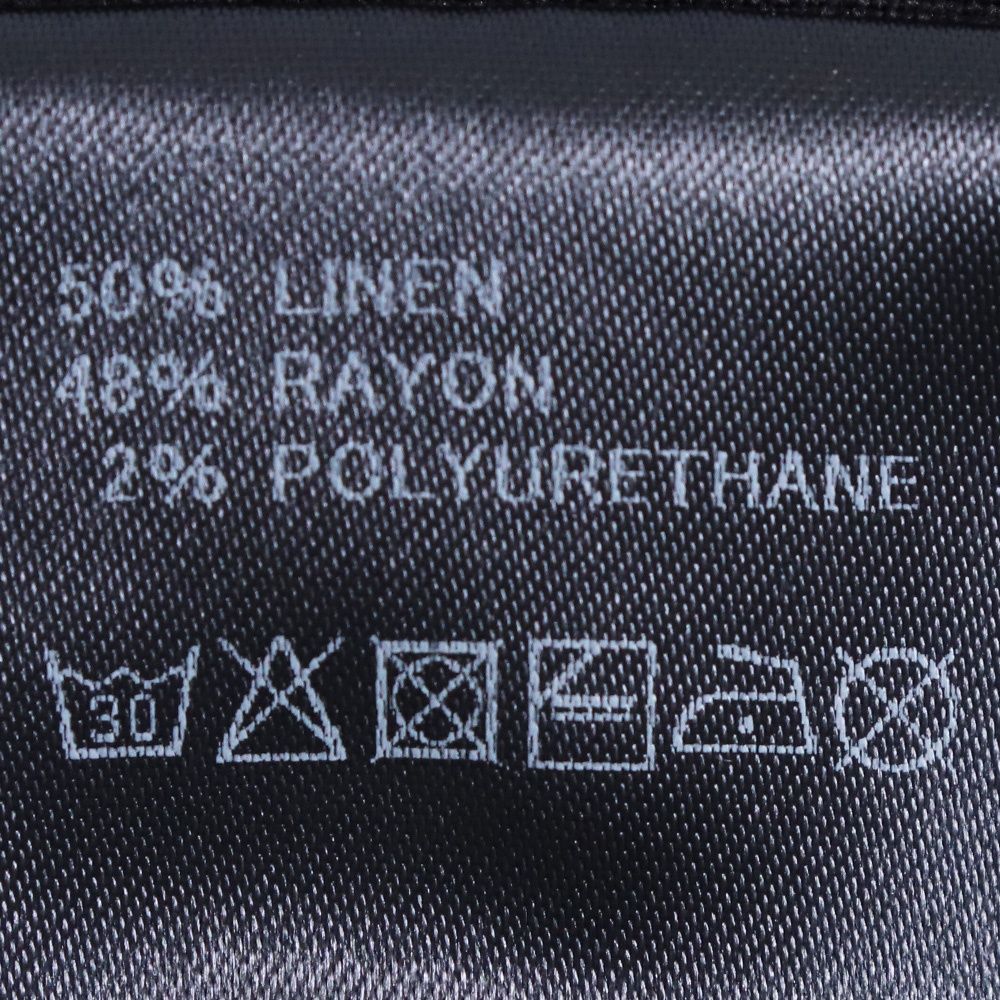 50% LINEN
48% RAYON
2% POLYURETHANE
30